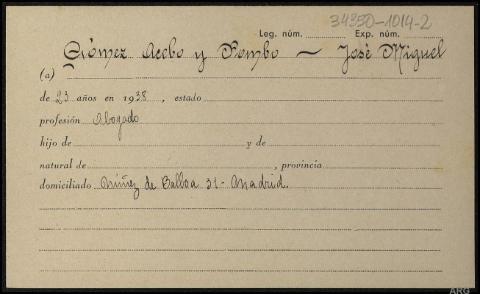 34350-1014-2
Leg. núm. Exp. núm.
Gómez Acebo y Pombo — José Miguel
(a)
de 23 años en 1938, estado
profesión Abogado
hijo de y de
natural de , provincia
domiciliado Núñez de Balboa 31 - Madrid.
ARG